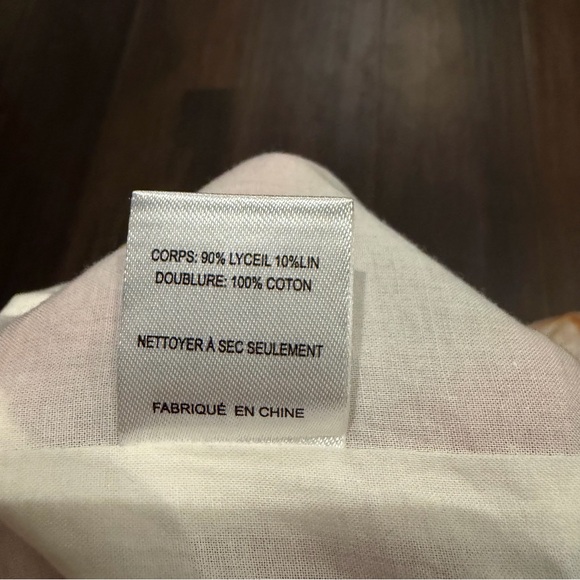 CORPS: 90% LYCEIL 10%LIN
DOUBLURE: 100% COTON
NETTOYER À SEC SEULEMENT
FABRIQUÉ EN CHINE